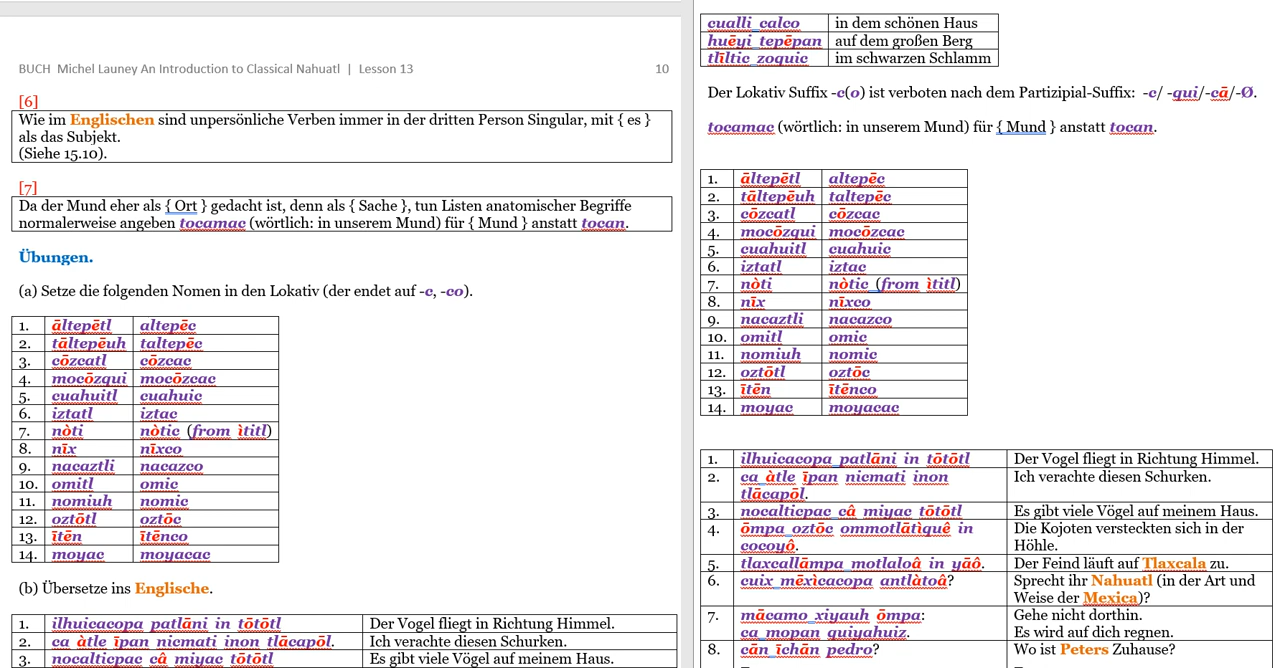 BUCH Michel Launey An Introduction to Classical Nahuatl | Lesson 13 10
[6]
Wie im Englischen sind unpersönliche Verben immer in der dritten Person Singular, mit { es }
als das Subjekt.
(Siehe 15.10).
[7]
Da der Mund eher als { Ort } gedacht ist, denn als { Sache }, tun Listen anatomischer Begriffe
normalerweise angeben tocamac (wörtlich: in unserem Mund) für { Mund } anstatt tocan.
Übungen.
(a) Setze die folgenden Nomen in den Lokativ (der endet auf -c, -co).
1. āltepētl altepēc
2. tāltepēuh taltepēc
3. cōzcatl cōzcac
4. mocōzqui mocōzcac
5. cuahuitl cuahuic
6. iztatl iztac
7. nòti nòtic (from ìtitl)
8. nīx nīxco
9. nacaztli nacazco
10. omitl omic
11. nomiuh nomic
12. oztōtl oztōc
13. ītēn ītēnco
14. moyac moyacac
(b) Übersetze ins Englische.
1. ilhuicacopa patlāni in tōtōtl Der Vogel fliegt in Richtung Himmel.
2. ca àtle īpan nicmati inon tlācapōl. Ich verachte diesen Schurken.
3. nocalticpac câ miyac tōtōtl Es gibt viele Vögel auf meinem Haus.
cualli calco in dem schönen Haus
huēyi tepēpan auf dem großen Berg
tlīltic zoquic im schwarzen Schlamm
Der Lokativ Suffix -c(o) ist verboten nach dem Partizipial-Suffix: -c/ -qui/-cā/-Ø.
tocamac (wörtlich: in unserem Mund) für { Mund } anstatt tocan.
1. āltepētl altepēc
2. tāltepēuh taltepēc
3. cōzcatl cōzcac
4. mocōzqui mocōzcac
5. cuahuitl cuahuic
6. iztatl iztac
7. nòti nòtic (from ìtitl)
8. nīx nīxco
9. nacaztli nacazco
10. omitl omic
11. nomiuh nomic
12. oztōtl oztōc
13. ītēn ītēnco
14. moyac moyacac
1. ilhuicacopa patlāni in tōtōtl Der Vogel fliegt in Richtung Himmel.
2. ca àtle īpan nicmati inon Ich verachte diesen Schurken.
tlācapōl.
3. nocalticpac câ miyac tōtōtl Es gibt viele Vögel auf meinem Haus.
4. ōmpa oztōc ommotlātìquê in Die Kojoten versteckten sich in der
cocoyô. Höhle.
5. tlaxcallāmpa motlaloâ in yāô. Der Feind läuft auf Tlaxcala zu.
6. cuix mēxìcacopa antlàtoâ? Sprecht ihr Nahuatl (in der Art und
Weise der Mexica)?
7. mācamo xiyauh ōmpa: Gehe nicht dorthin.
ca mopan quiyahuiz. Es wird auf dich regnen.
8. cān īchān pedro? Wo ist Peters Zuhause?